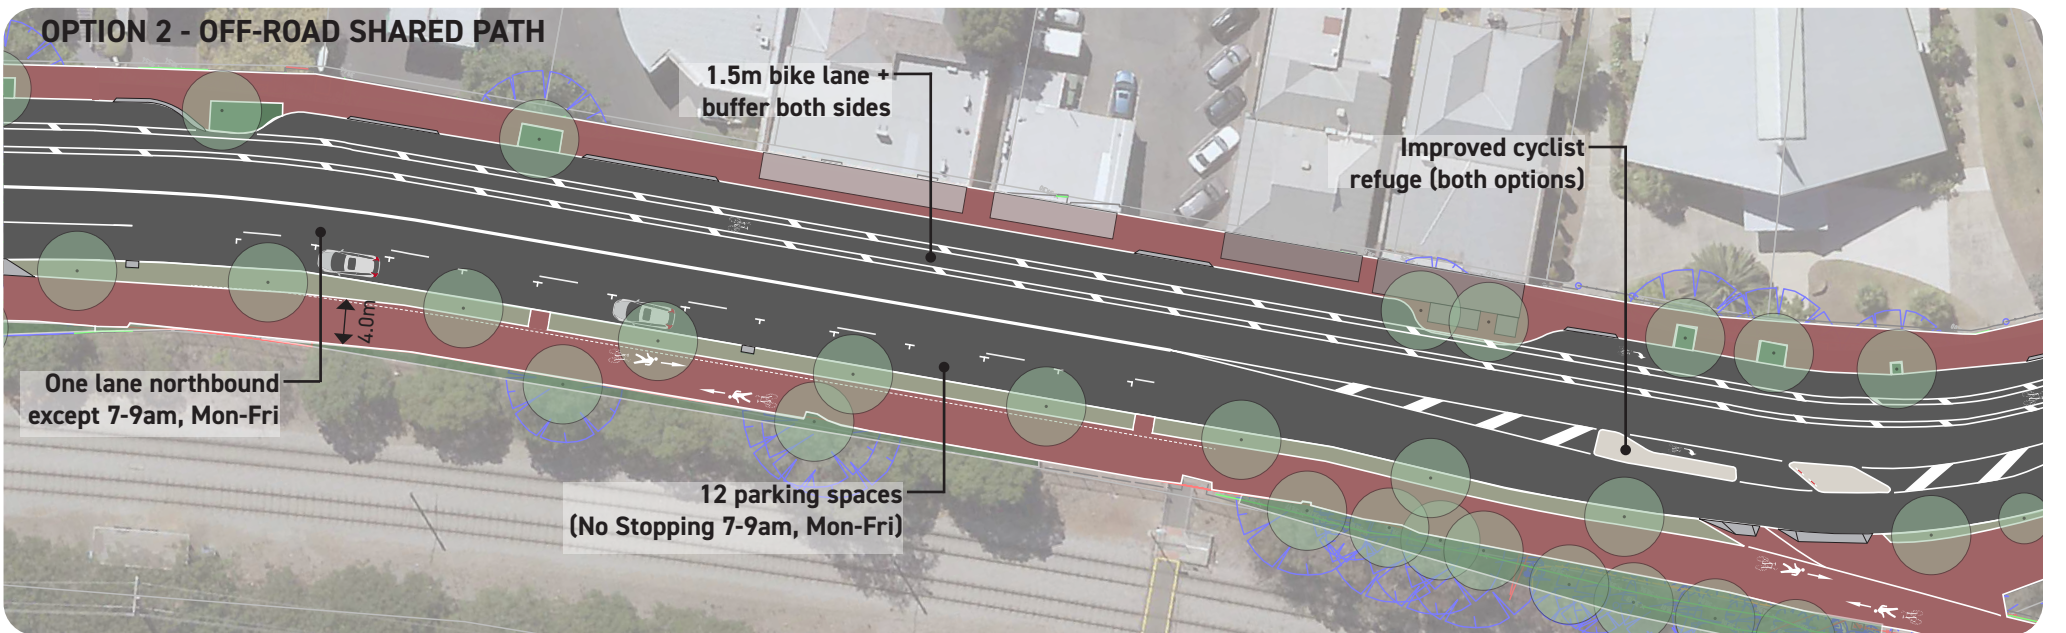 OPTION 2 - OFF-ROAD SHARED PATH
1.5m bike lane +
buffer both sides
Improved cyclist
refuge (both options)
4.0m
One lane northbound
except 7-9am, Mon-Fri
12 parking spaces
(No Stopping 7-9am, Mon-Fri)